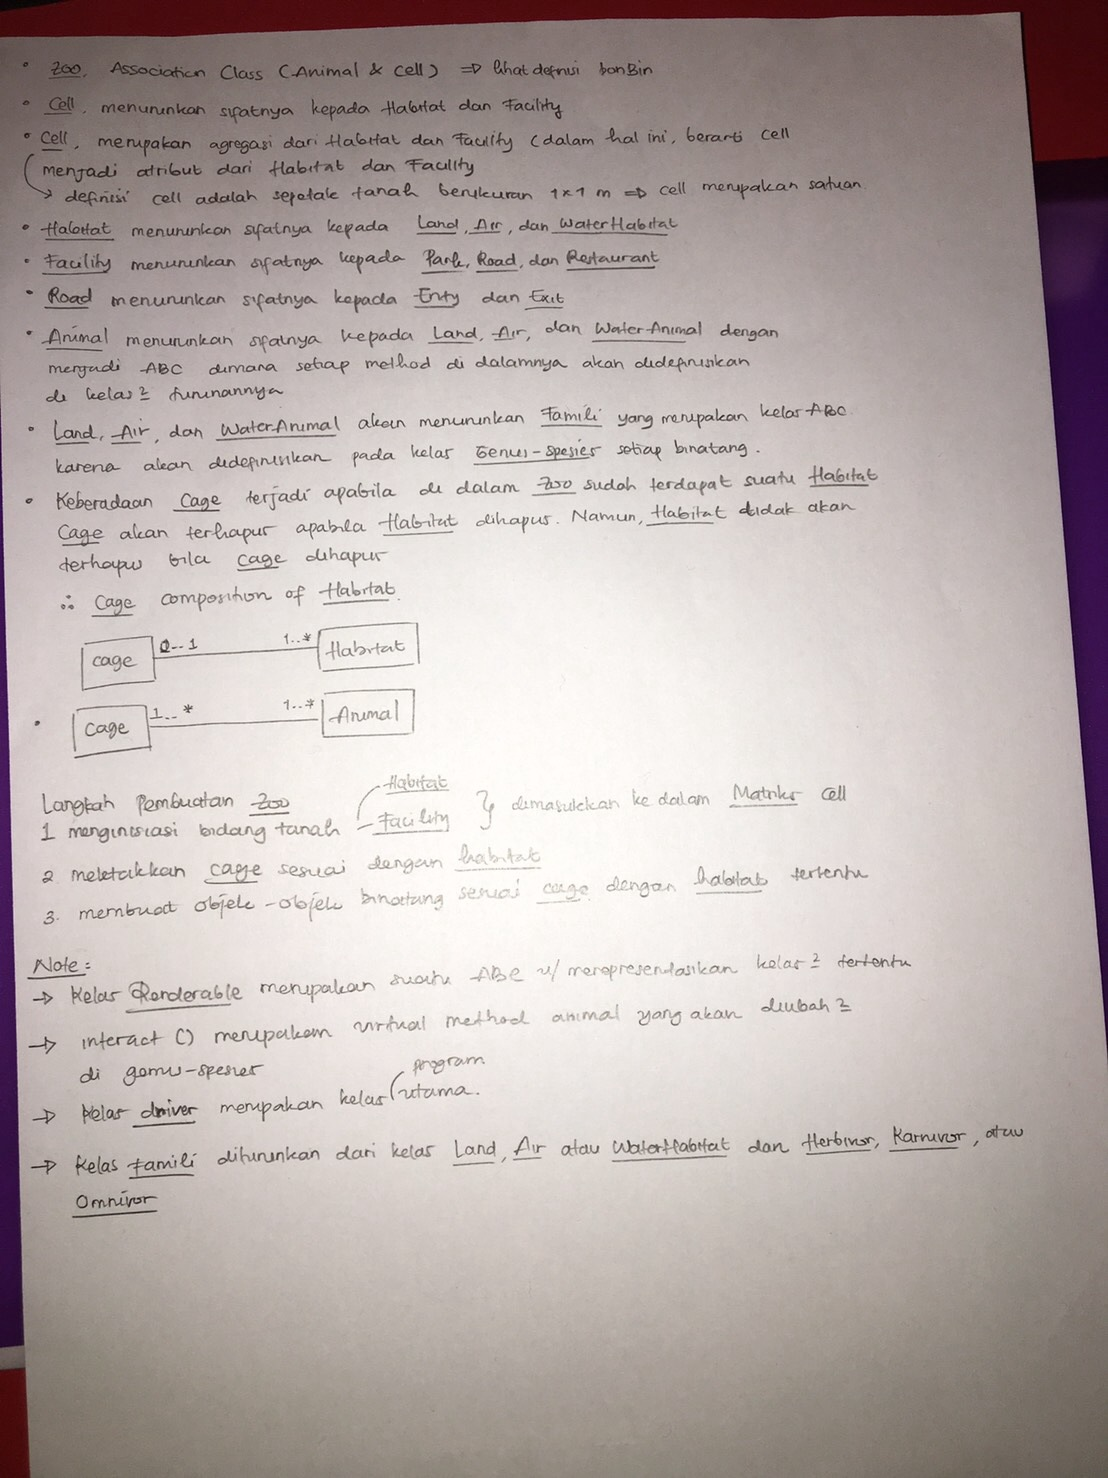 • Zoo, Association Class (Animal & Cell) => lihat definisi bonBin
• Cell, menurunkan sifatnya kepada Habitat dan Facility
• Cell, merupakan agregasi dari Habitat dan Facility (dalam hal ini, berarti cell
menjadi atribut dari Habitat dan Facility
→ definisi cell adalah sepetak tanah berukuran 1x1 m => cell merupakan satuan
• Habitat menurunkan sifatnya kepada Land, Air, dan WaterHabitat
• Facility menurunkan sifatnya kepada Park, Road, dan Restaurant
• Road menurunkan sifatnya kepada Enty dan Exit
• Animal menurunkan sifatnya kepada Land, Air, dan WaterAnimal dengan
menjadi ABC dimana setiap method di dalamnya akan didefinisikan
di kelas2 turunannya
• Land, Air, dan WaterAnimal akan menurunkan Famili yang merupakan kelas ABC
karena akan didefinisikan pada kelas Genus-spesies setiap binatang.
• Keberadaan Cage terjadi apabila di dalam Zoo sudah terdapat suatu Habitat
Cage akan terhapus apabila Habitat dihapus. Namun, Habitat tidak akan
terhapus bila cage dihapus
∴ Cage composition of Habitat.
cage 0..1 1..* Habitat
• Cage 1..* 1..* Animal
Langkah Pembuatan Zoo
1 menginisiasi bidang tanah Habitat Facility } dimasukkan ke dalam Matriks Cell
2 meletakkan cage sesuai dengan habitat
3. membuat objek-objek binatang sesuai cage dengan habitat tertentu
Note:
→ Kelas Renderable merupakan suatu ABC u/ merepresentasikan kelas2 tertentu
→ interact () merupakan virtual method animal yang akan diubah2
di genus-spesies
→ Kelas driver merupakan kelas program utama.
→ Kelas Famili diturunkan dari kelas Land, Air atau WaterHabitat dan Herbivor, Karnivor, atau
Omnivor